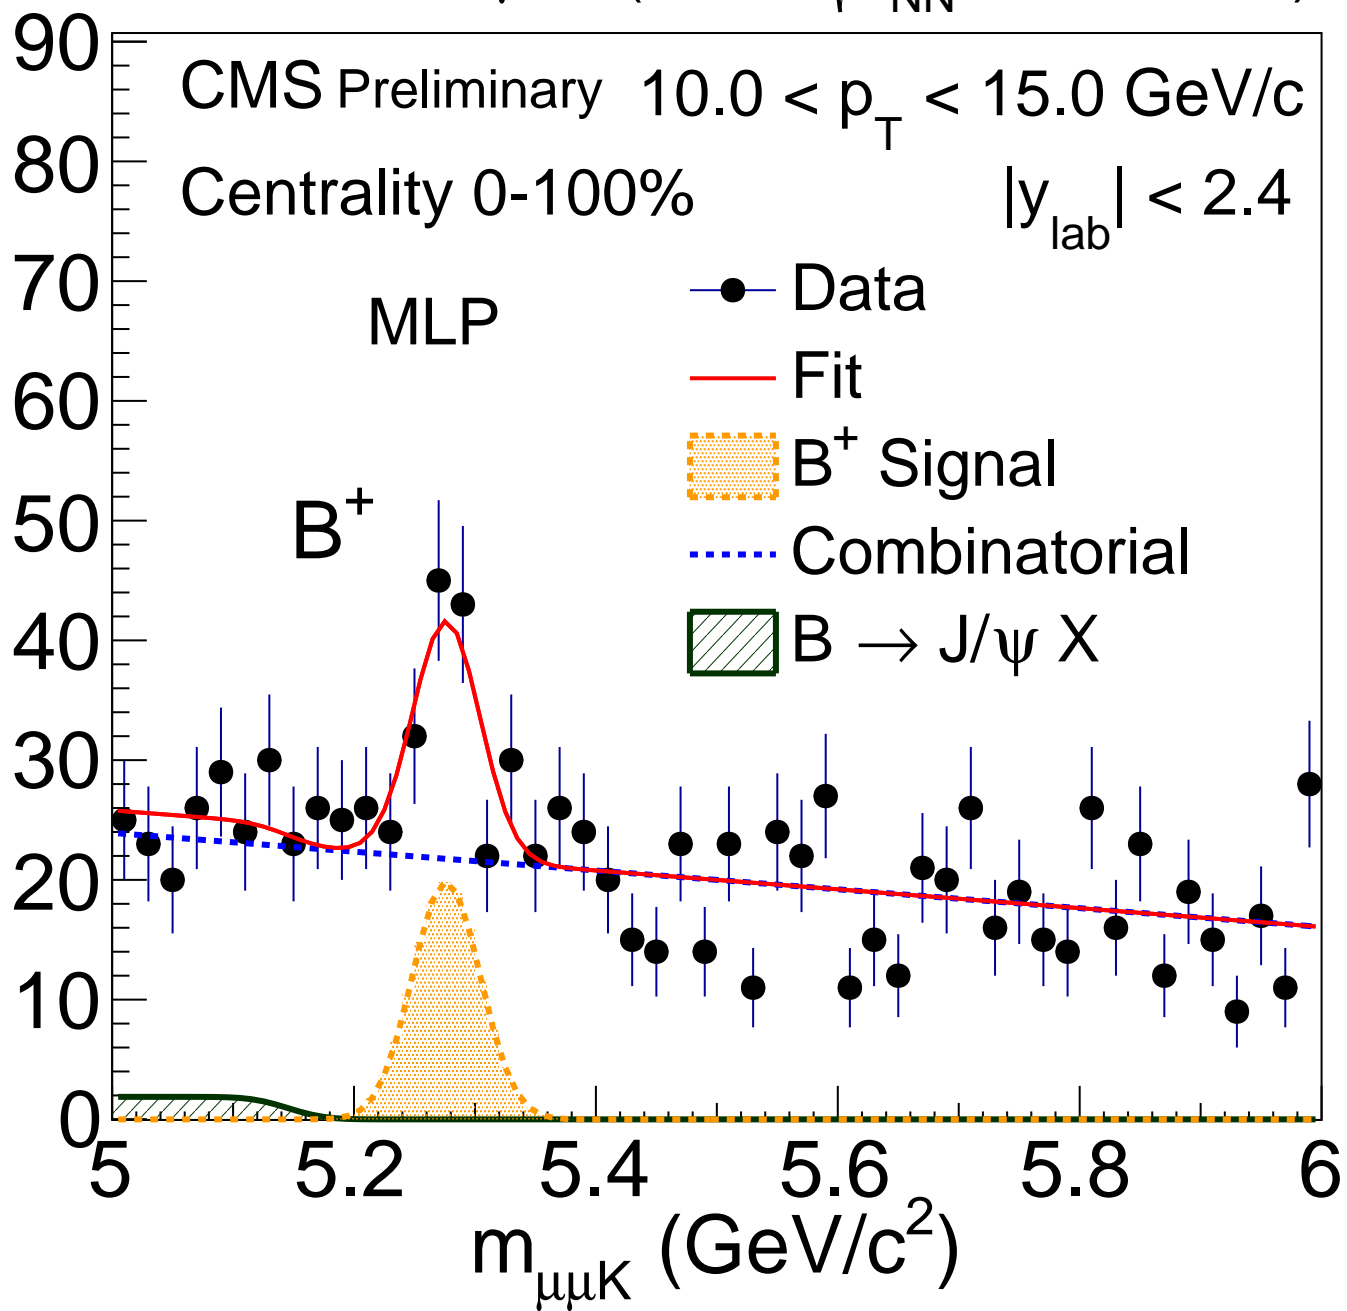 NN
CMS Preliminary 10.0 < p_T < 15.0 GeV/c
Centrality 0-100% |y_lab| < 2.4
MLP
B⁺
Data
Fit
B⁺ Signal
Combinatorial
B → J/ψ X
90
80
70
60
50
40
30
20
10
0
5 5.2 5.4 5.6 5.8 6
m_μμK (GeV/c²)